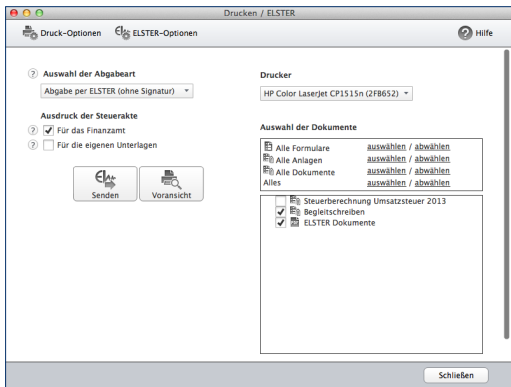 Drucken / ELSTER
Druck-Optionen ELSTER-Optionen Hilfe
? Auswahl der Abgabeart
Abgabe per ELSTER (ohne Signatur)
Ausdruck der Steuerakte
? Für das Finanzamt
? Für die eigenen Unterlagen
Senden Voransicht
Drucker
HP Color LaserJet CP1515n (2F8652)
Auswahl der Dokumente
Alle Formulare auswählen / abwählen
Alle Anlagen auswählen / abwählen
Alle Dokumente auswählen / abwählen
Alles auswählen / abwählen
Steuerberechnung Umsatzsteuer 2013
Begleitschreiben
ELSTER Dokumente
Schließen